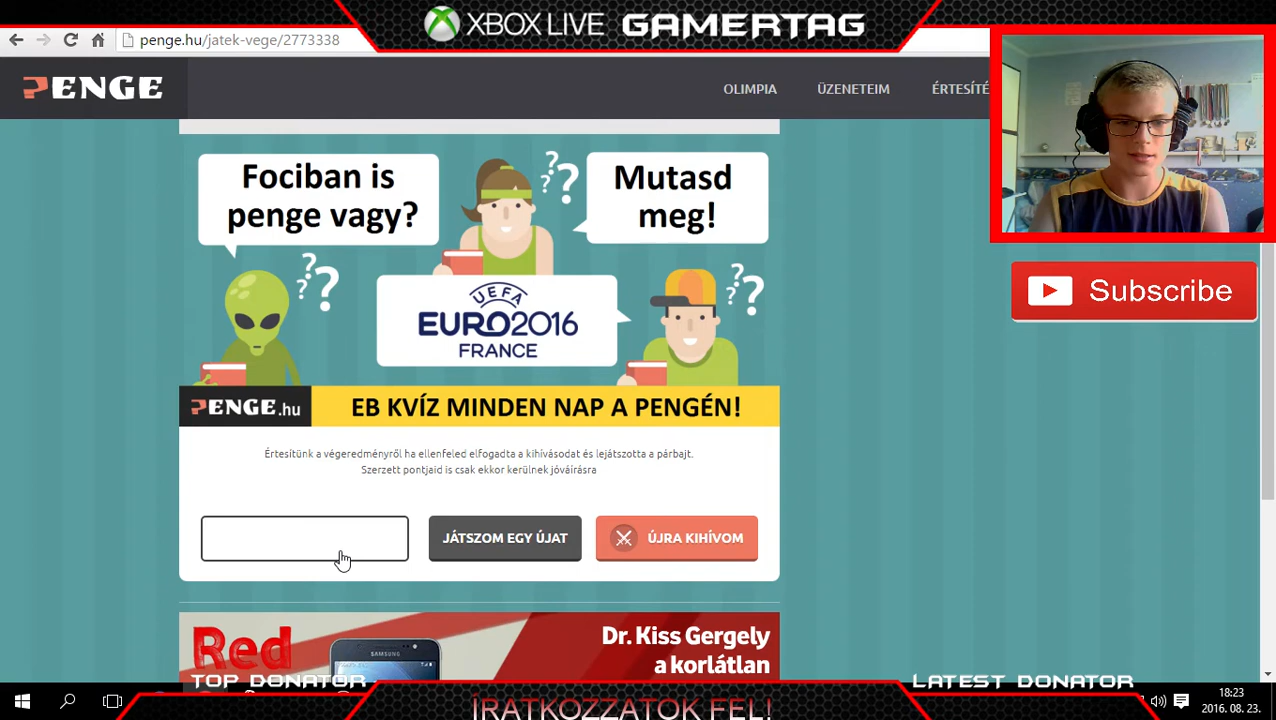 XBOX LIVE GAMERTAG
penge.hu/jatek-vege/2773338
PENGE
OLIMPIA
ÜZENETEIM
Fociban is
penge vagy?
Mutasd
meg!
UEFA
EURO2016
FRANCE
Subscribe
PENGE.hu
EB KVÍZ MINDEN NAP A PENGÉN!
Értesítünk a végeredményről ha ellenfeled elfogadta a kihívásodat és lejátszotta a párbajt.
Szerzett pontjaid is csak ekkor kerülnek jóváírásra
JÁTSZOM EGY ÚJAT
ÚJRA KIHÍVOM
Red
SAMSUNG
Dr. Kiss Gergely
a korlátlan
TOP DONATOR
LATEST DONATOR
İRATKOZZATOK FEL!
18:23
2016. 08. 23.